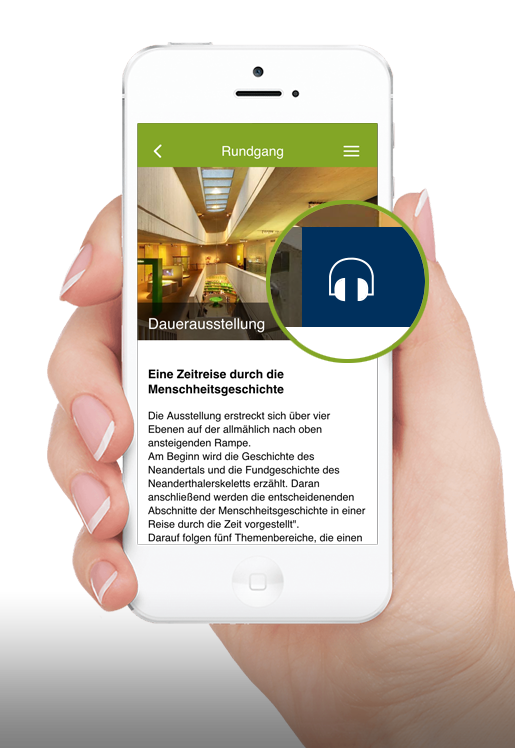 Rundgang
Dauerausstellung
Eine Zeitreise durch die
Menschheitsgeschichte
Die Ausstellung erstreckt sich über vier
Ebenen auf der allmählich nach oben
ansteigenden Rampe.
Am Beginn wird die Geschichte des
Neandertals und die Fundgeschichte des
Neanderthalerskeletts erzählt. Daran
anschließend werden die entscheidenden
Abschnitte der Menschheitsgeschichte in einer
Reise durch die Zeit vorgestellt".
Darauf folgen fünf Themenbereiche, die einen